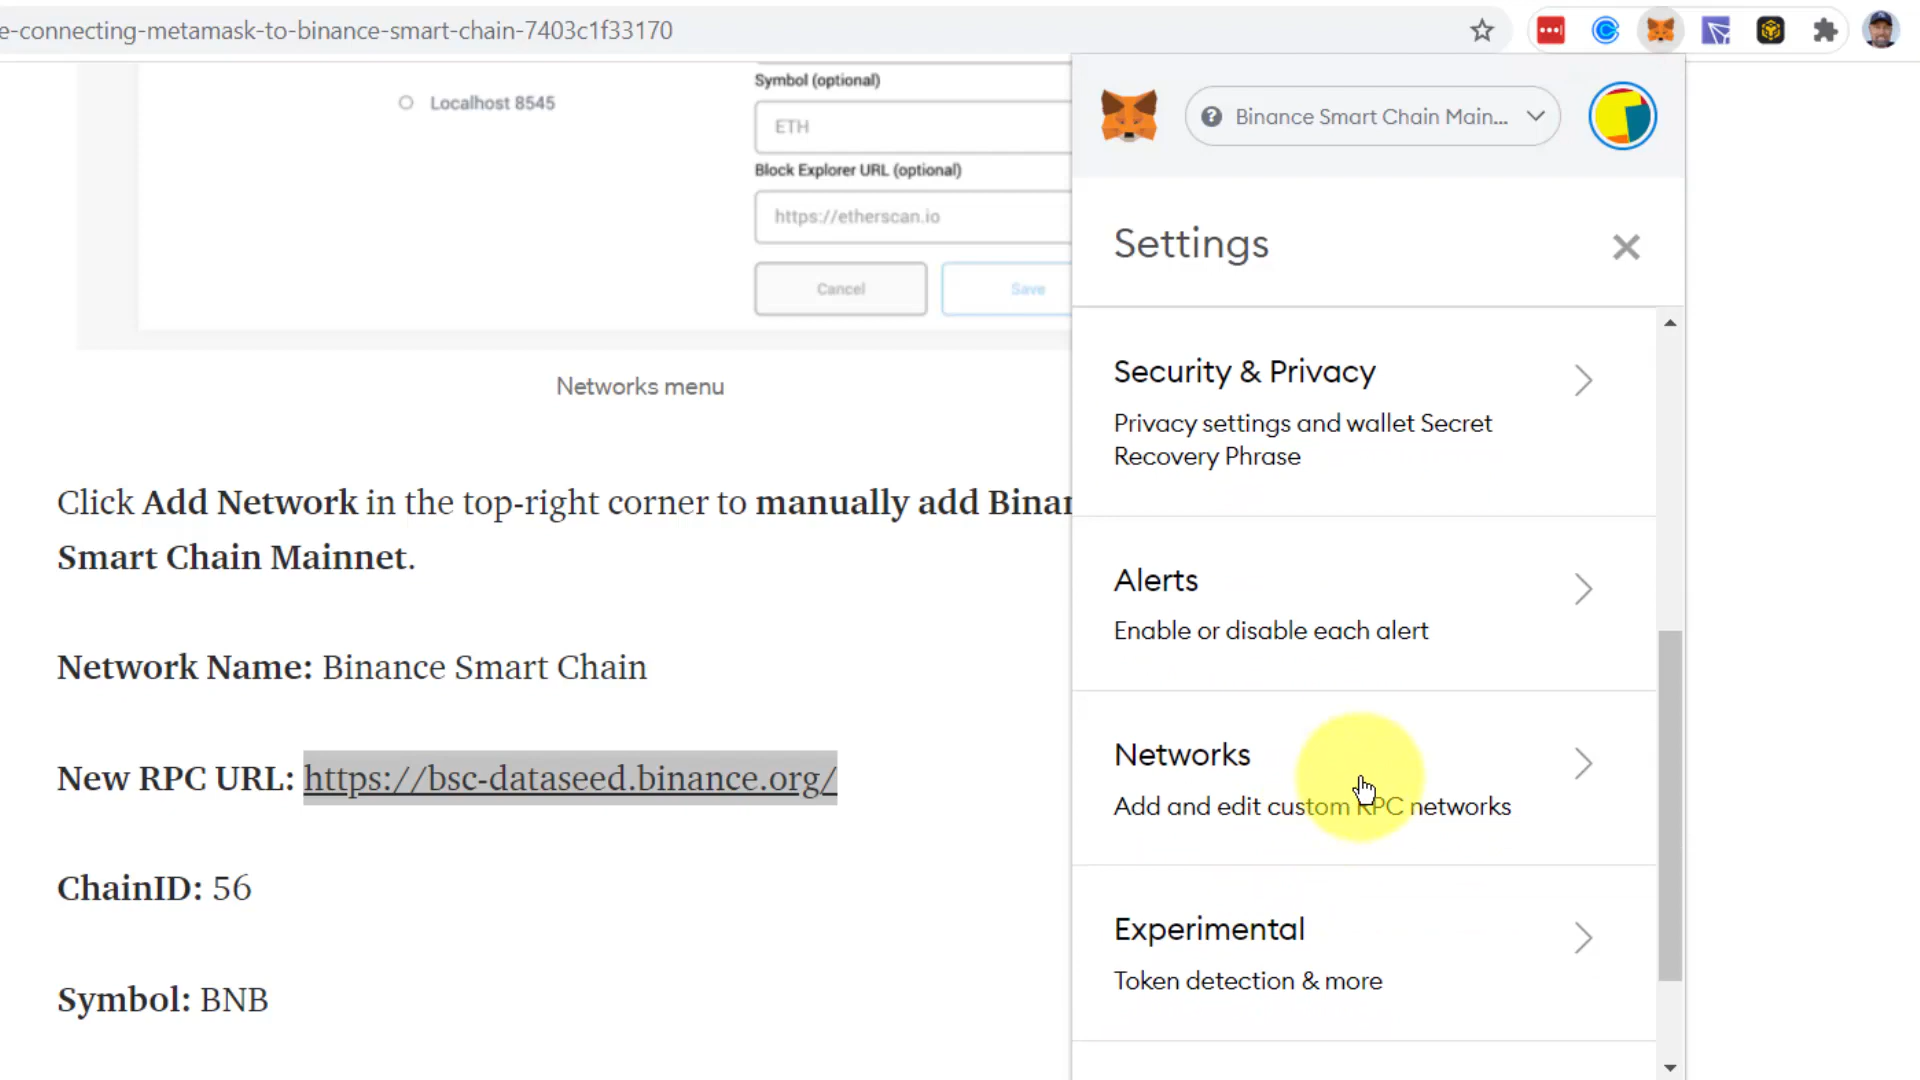 e-connecting-metamask-to-binance-smart-chain-7403c1f33170
Symbol (optional)
Localhost 8545
ETH
Block Explorer URL (optional)
https://etherscan.io
Cancel
Save
Networks menu
Click Add Network in the top-right corner to manually add Binan
Smart Chain Mainnet.
Network Name: Binance Smart Chain
New RPC URL: https://bsc-dataseed.binance.org/
ChainID: 56
Symbol: BNB
Binance Smart Chain Main...
Settings
Security & Privacy
Privacy settings and wallet Secret
Recovery Phrase
Alerts
Enable or disable each alert
Networks
Add and edit custom RPC networks
Experimental
Token detection & more